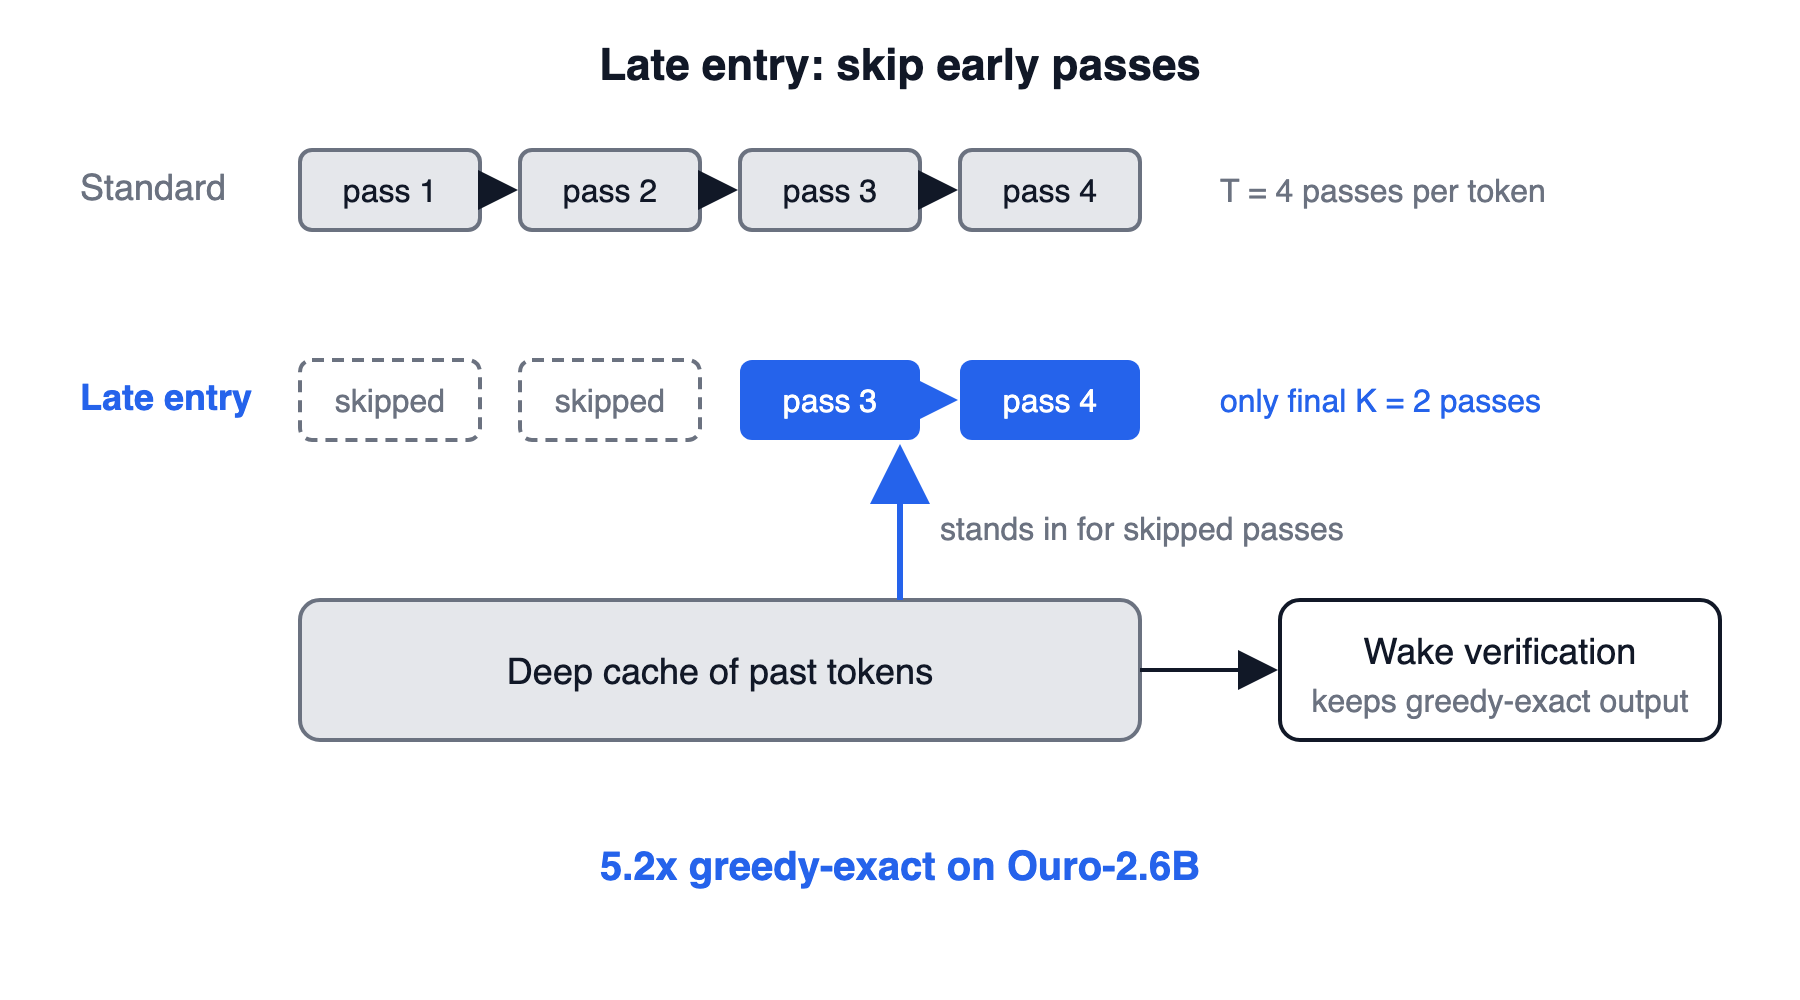 Late entry: skip early passes
Standard
pass 1
pass 2
pass 3
pass 4
T = 4 passes per token
Late entry
skipped
skipped
pass 3
pass 4
only final K = 2 passes
stands in for skipped passes
Deep cache of past tokens
Wake verification
keeps greedy-exact output
5.2x greedy-exact on Ouro-2.6B